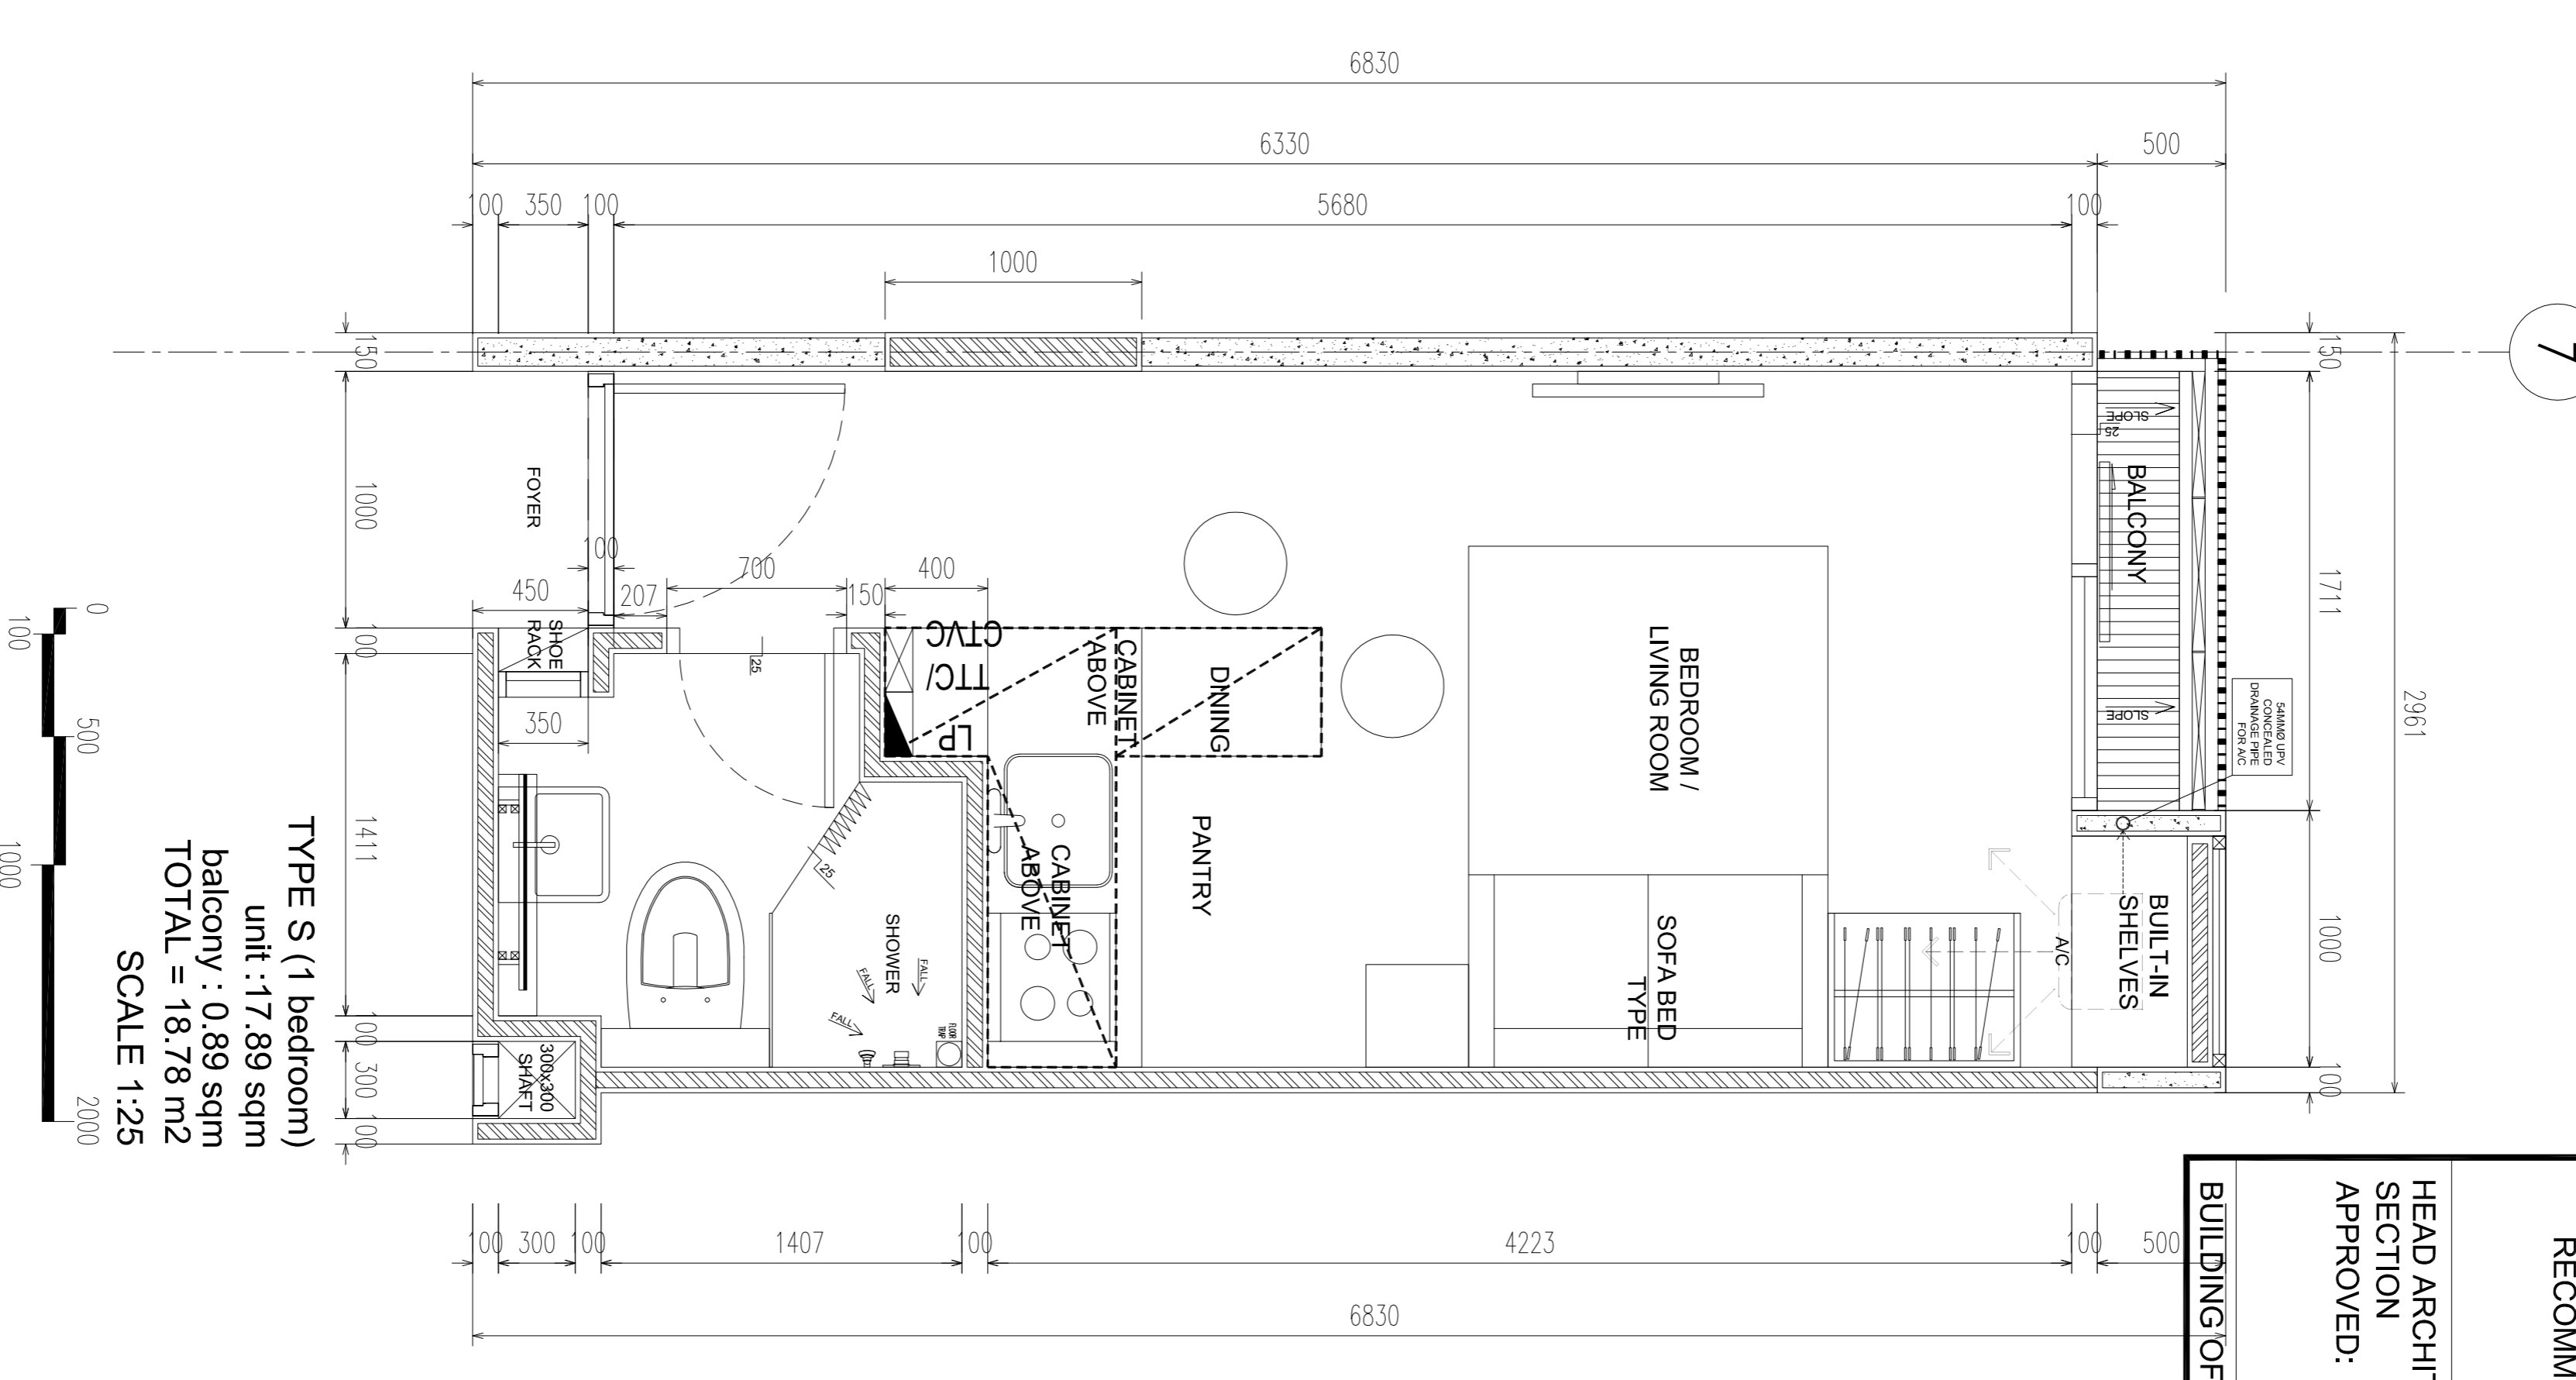 6830
6330
500
100
350
100
5680
100
1000
7
150
1000
100
1411
100
300
100
150
1711
1000
100
2961
FOYER
100
450
207
700
150
400
350
SHOE
RACK
25
CTVC
TTC/
LP
CABINET
ABOVE
DINING
CABINET
ABOVE
PANTRY
SHOWER
25
FALL
FALL
FALL
FLOOR
TRAP
300x300
SHAFT
BEDROOM /
LIVING ROOM
SOFA BED
TYPE
BALCONY
SLOPE
25
SLOPE
54MMØ UPV
CONCEALED
DRAINAGE PIPE
FOR A/C
BUILT-IN
SHELVES
A/C
100
300
100
1407
100
4223
100
500
6830
TYPE S (1 bedroom)
unit :17.89 sqm
balcony : 0.89 sqm
TOTAL = 18.78 m2
SCALE 1:25
0
100
500
1000
2000
RECOMM
HEAD ARCHIT
SECTION
APPROVED:
BUILDING OF